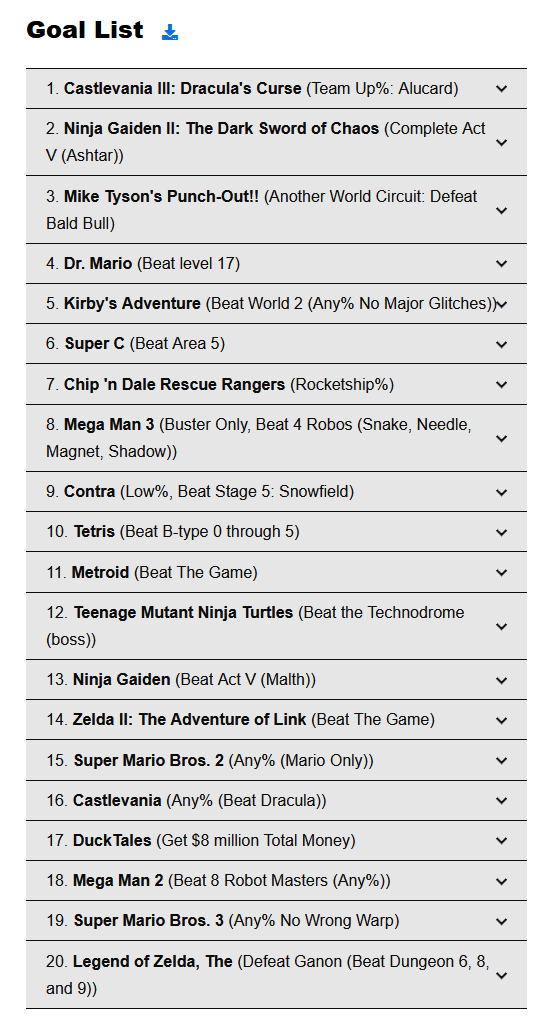 Goal List
1. Castlevania III: Dracula's Curse (Team Up%: Alucard)
2. Ninja Gaiden II: The Dark Sword of Chaos (Complete Act
V (Ashtar))
3. Mike Tyson's Punch-Out!! (Another World Circuit: Defeat
Bald Bull)
4. Dr. Mario (Beat level 17)
5. Kirby's Adventure (Beat World 2 (Any% No Major Glitches))
6. Super C (Beat Area 5)
7. Chip 'n Dale Rescue Rangers (Rocketship%)
8. Mega Man 3 (Buster Only, Beat 4 Robos (Snake, Needle,
Magnet, Shadow))
9. Contra (Low%, Beat Stage 5: Snowfield)
10. Tetris (Beat B-type 0 through 5)
11. Metroid (Beat The Game)
12. Teenage Mutant Ninja Turtles (Beat the Technodrome
(boss))
13. Ninja Gaiden (Beat Act V (Malth))
14. Zelda II: The Adventure of Link (Beat The Game)
15. Super Mario Bros. 2 (Any% (Mario Only))
16. Castlevania (Any% (Beat Dracula))
17. DuckTales (Get $8 million Total Money)
18. Mega Man 2 (Beat 8 Robot Masters (Any%))
19. Super Mario Bros. 3 (Any% No Wrong Warp)
20. Legend of Zelda, The (Defeat Ganon (Beat Dungeon 6, 8,
and 9))